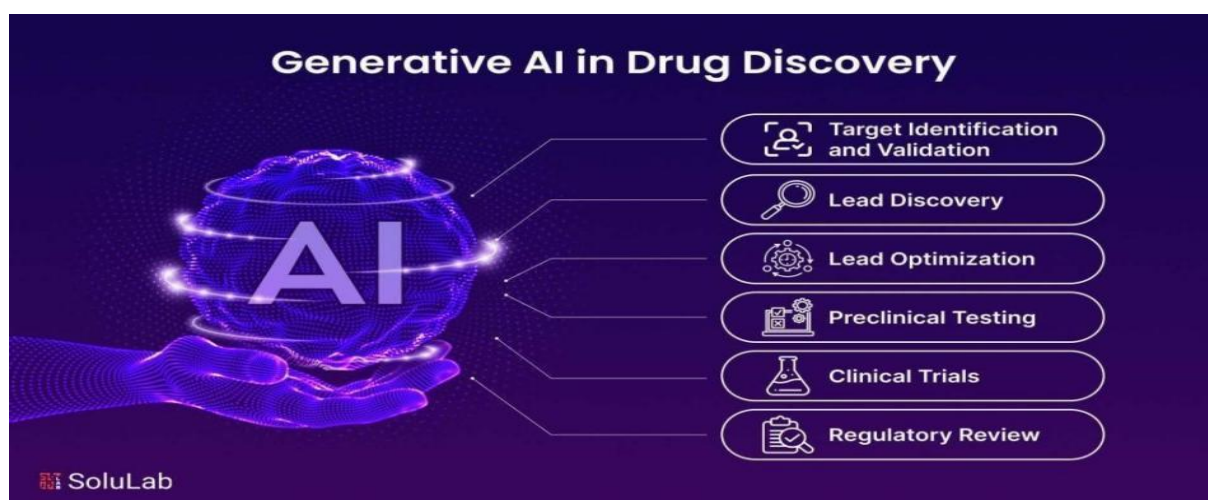 Generative AI in Drug Discovery
AI
Target Identification
and Validation
Lead Discovery
Lead Optimization
Preclinical Testing
Clinical Trials
Regulatory Review
SoluLab